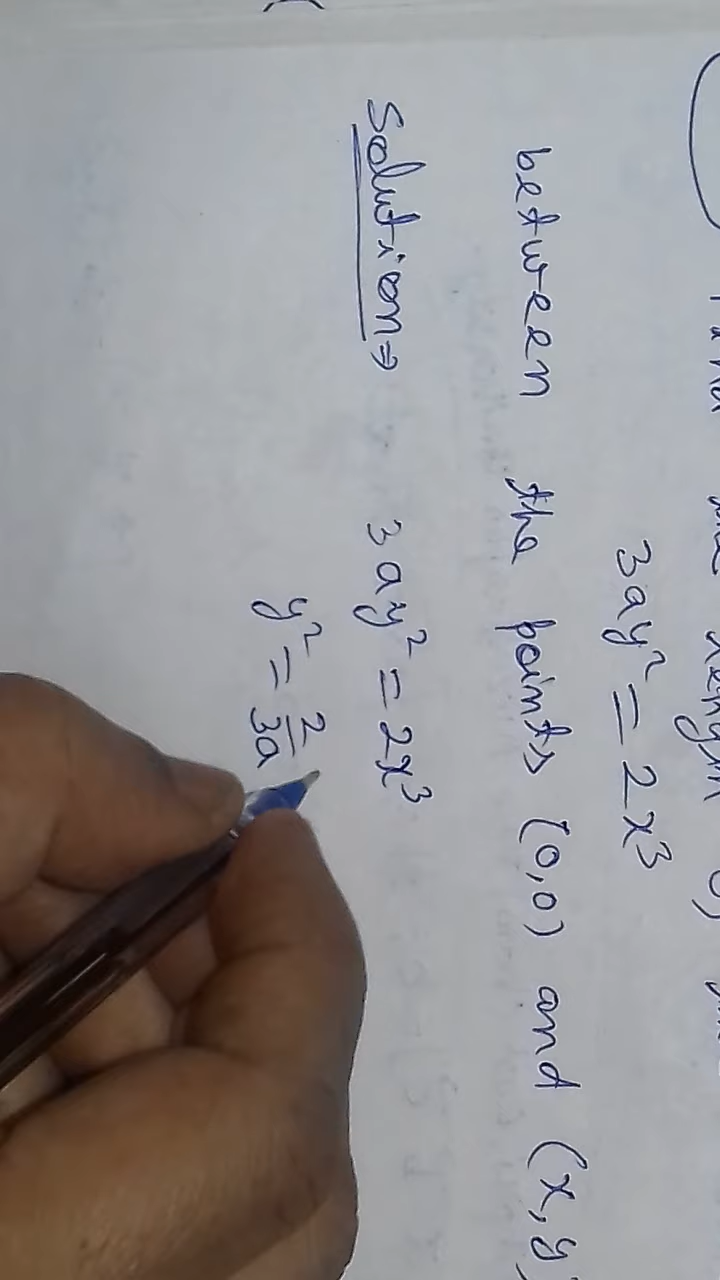 3ay² = 2x³
between the points (0,0) and (x,y)
Solution ⇒ 3ay² = 2x³
y² = 2/3a